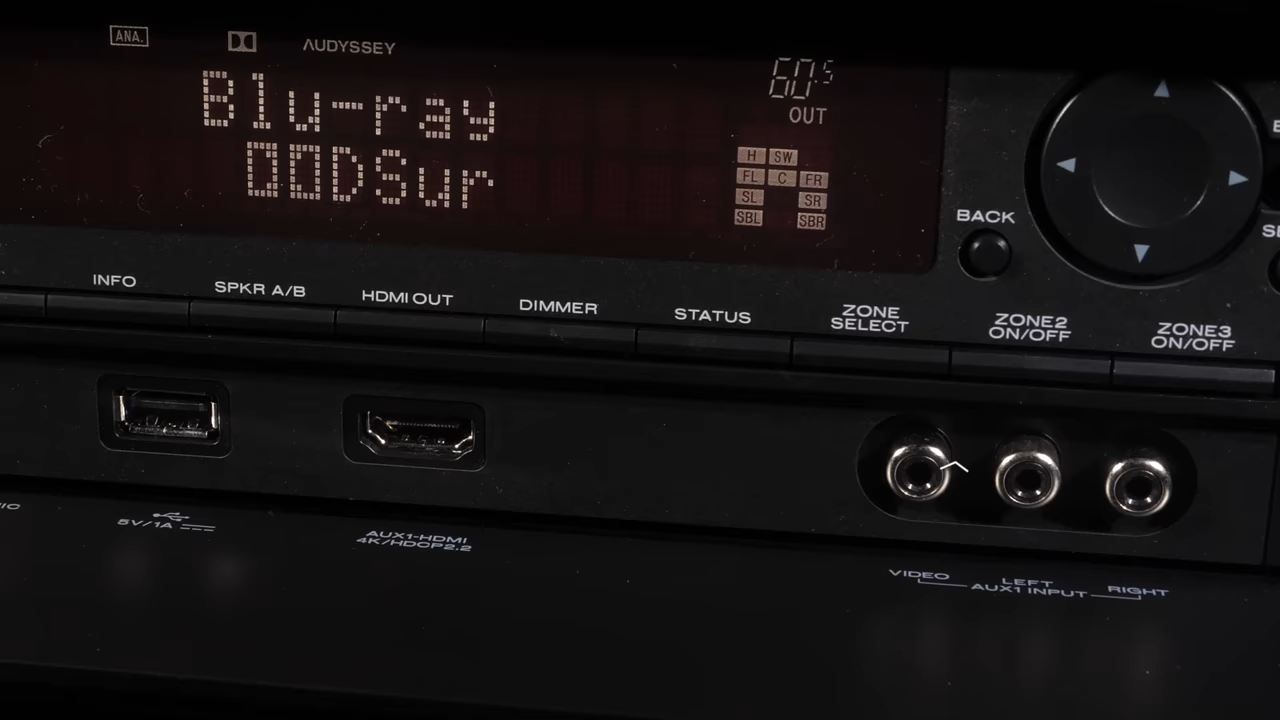 ANA.
AUDYSSEY
60.5
Blu-ray
OUT
DSur
H SW
FL C FR
SL SR
SBL SBR
BACK
INFO
SPKR A/B
HDMI OUT
DIMMER
STATUS
ZONE
SELECT
ZONE2
ON/OFF
ZONE3
ON/OFF
5V/1A
AUX1-HDMI
4K/HDCP2.2
VIDEO
LEFT
RIGHT
AUX1 INPUT